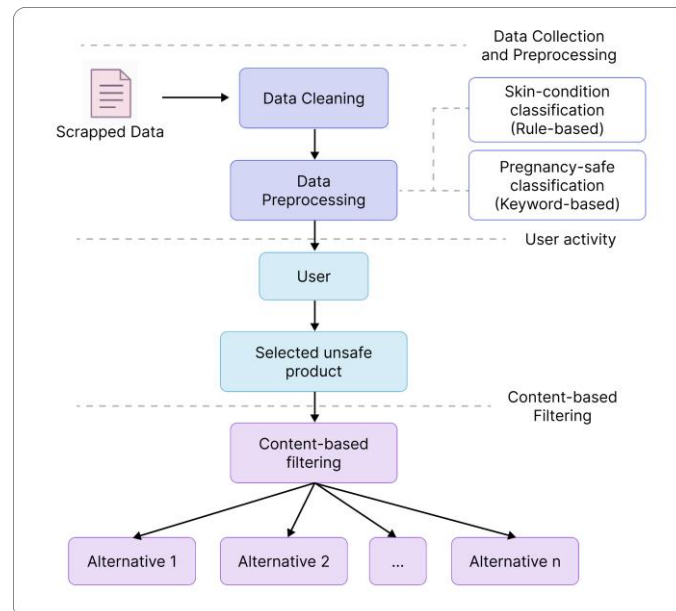 Data Collection
and Preprocessing
Scrapped Data
Data Cleaning
Skin-condition
classification
(Rule-based)
Data
Preprocessing
Pregnancy-safe
classification
(Keyword-based)
User activity
User
Selected unsafe
product
Content-based
Filtering
Content-based
filtering
Alternative 1
Alternative 2
...
Alternative n